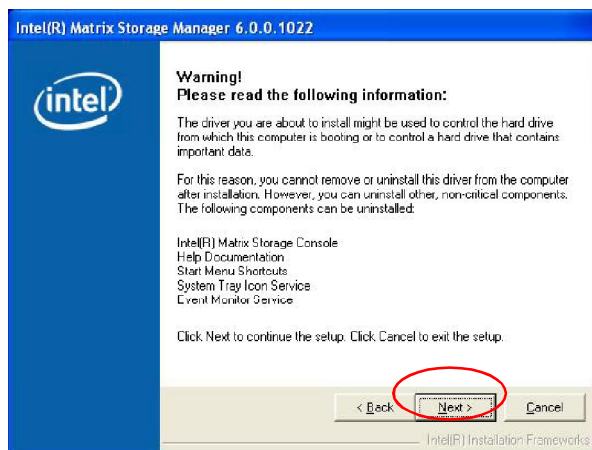 Intel(R) Matrix Storage Manager 6.0.0.1022
intel
Warning!
Please read the following information:
The driver you are about to install might be used to control the hard drive
from which this computer is booting or to control a hard drive that contains
important data.
For this reason, you cannot remove or uninstall this driver from the computer
after installation. However, you can uninstall other, non-critical components.
The following components can be uninstalled:
Intel(R) Matrix Storage Console
Help Documentation
Start Menu Shortcuts
System Tray Icon Service
Event Monitor Service
Click Next to continue the setup. Click Cancel to exit the setup.
< Back Next > Cancel
Intel(R) Installation Frameworks